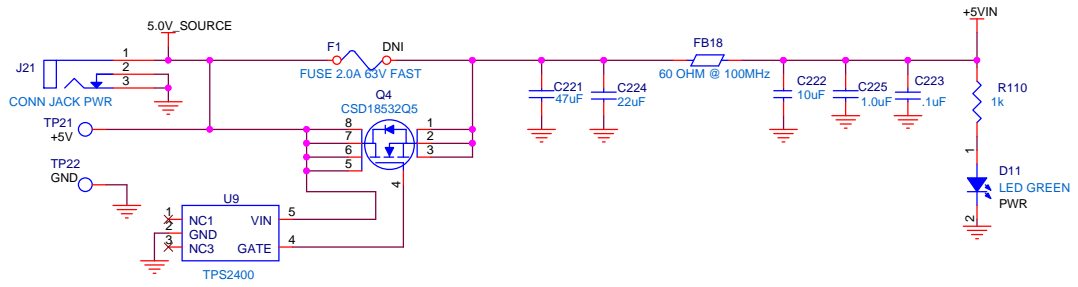 5.0V_SOURCE
+5VIN
J21
1
2
3
CONN JACK PWR
F1
DNI
FUSE 2.0A 63V FAST
FB18
60 OHM @ 100MHz
C221
47uF
C224
22uF
C222
10uF
C225
1.0uF
C223
.1uF
R110
1k
Q4
CSD18532Q5
8
7
6
5
1
2
3
4
TP21
+5V
TP22
GND
1
D11
LED GREEN
PWR
2
U9
1
NC1
2
GND
3
NC3
VIN
5
GATE
4
TPS2400